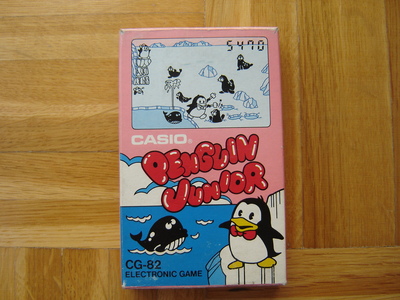 5470
CASIO®
PENGUIN
JUNIOR
CG-82
ELECTRONIC GAME